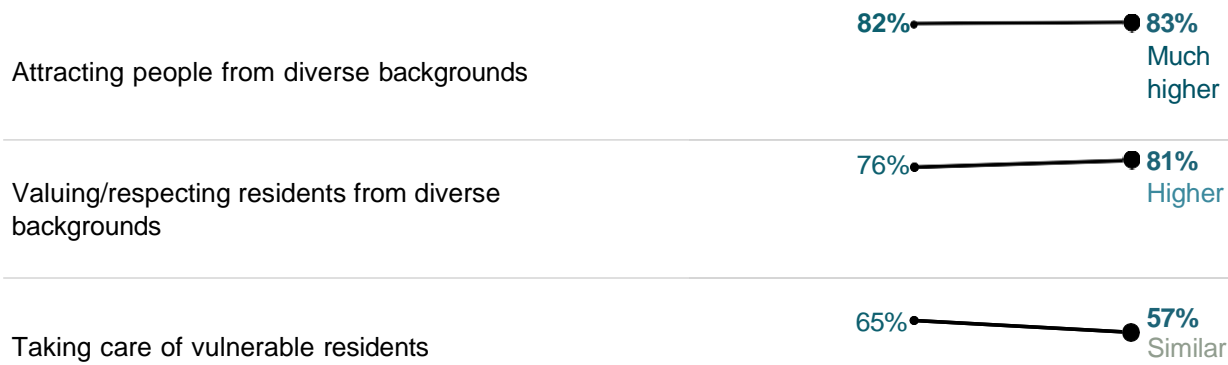 82%
83%
Much
higher
Attracting people from diverse backgrounds
76%
81%
Higher
Valuing/respecting residents from diverse
backgrounds
65%
57%
Similar
Taking care of vulnerable residents